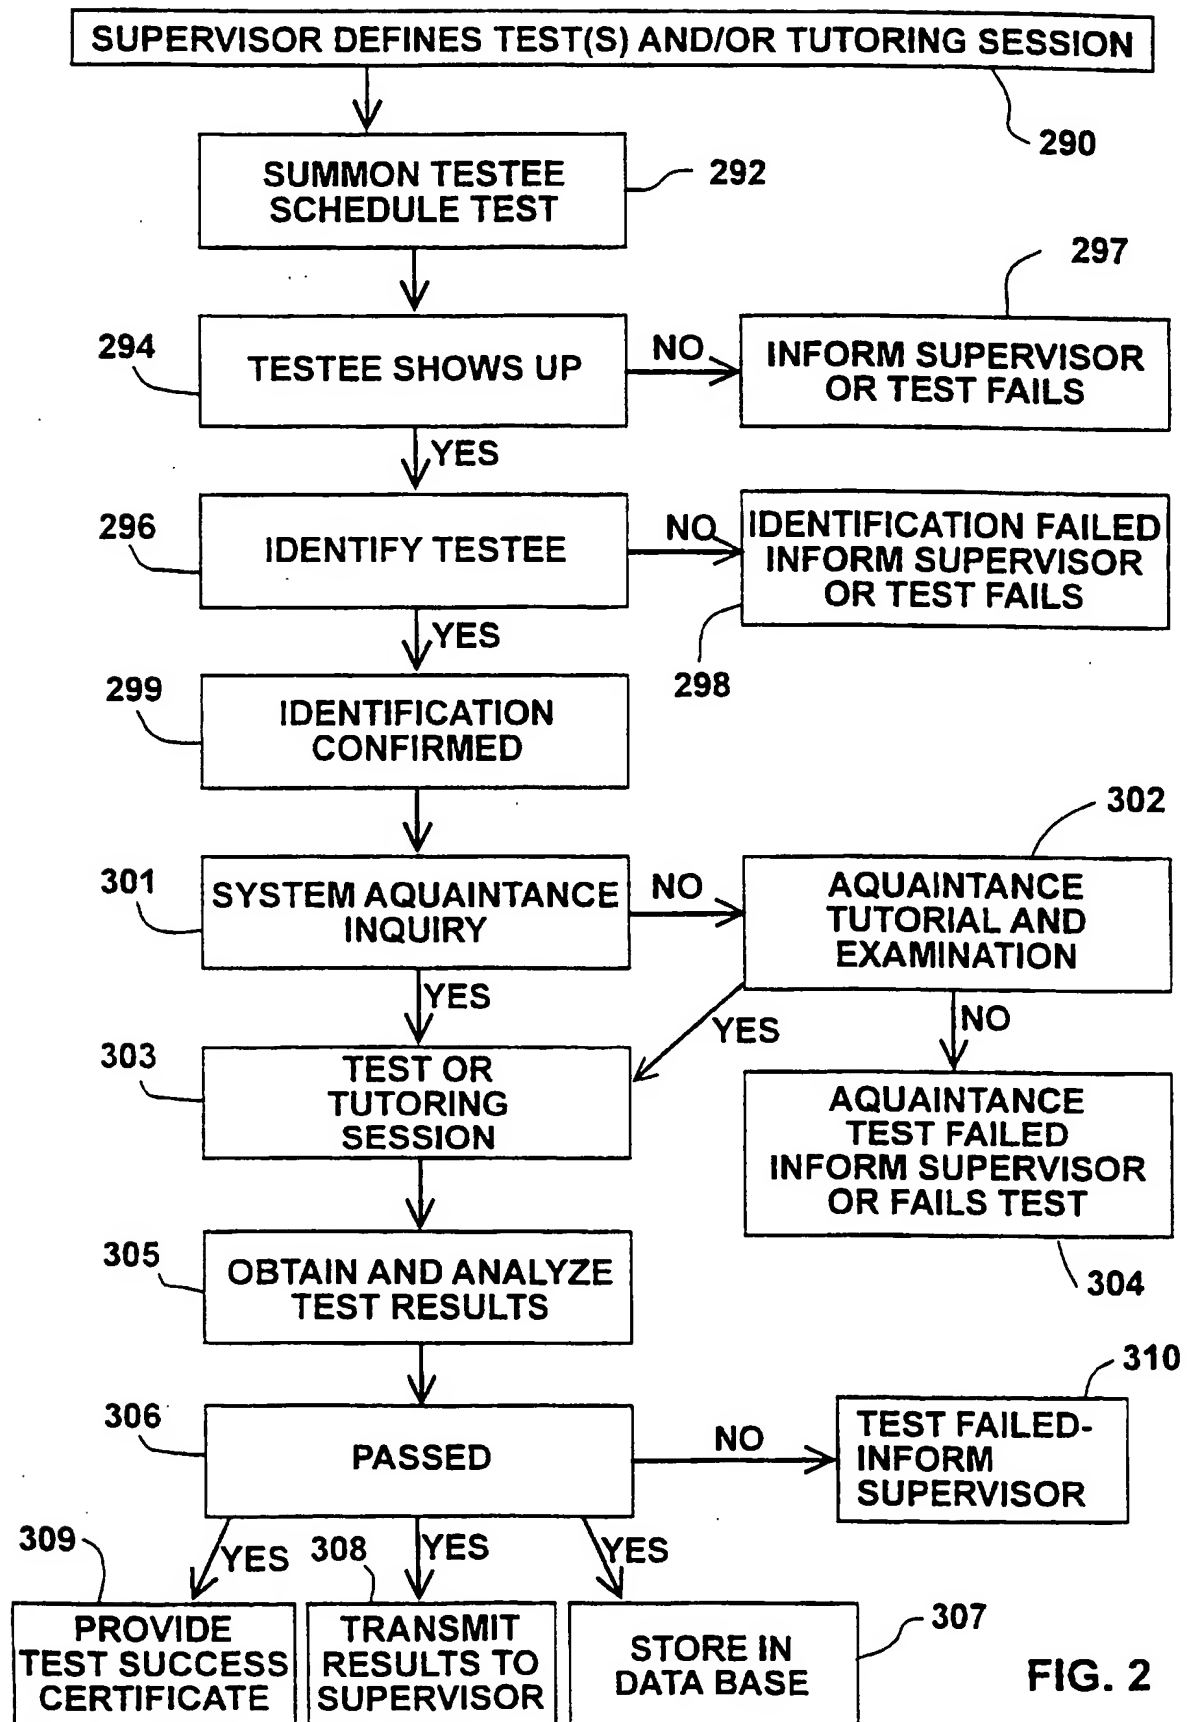 SUPERVISOR DEFINES TEST(S) AND/OR TUTORING SESSION
290
SUMMON TESTEE
SCHEDULE TEST
292
297
294
TESTEE SHOWS UP
NO
INFORM SUPERVISOR
OR TEST FAILS
YES
296
IDENTIFY TESTEE
NO
IDENTIFICATION FAILED
INFORM SUPERVISOR
OR TEST FAILS
YES
298
299
IDENTIFICATION
CONFIRMED
302
301
SYSTEM AQUAINTANCE
INQUIRY
NO
AQUAINTANCE
TUTORIAL AND
EXAMINATION
YES
YES
NO
303
TEST OR
TUTORING
SESSION
AQUAINTANCE
TEST FAILED
INFORM SUPERVISOR
OR FAILS TEST
304
305
OBTAIN AND ANALYZE
TEST RESULTS
310
306
PASSED
NO
TEST FAILED-
INFORM
SUPERVISOR
309
YES
308
YES
YES
PROVIDE
TEST SUCCESS
CERTIFICATE
TRANSMIT
RESULTS TO
SUPERVISOR
STORE IN
DATA BASE
307
FIG. 2